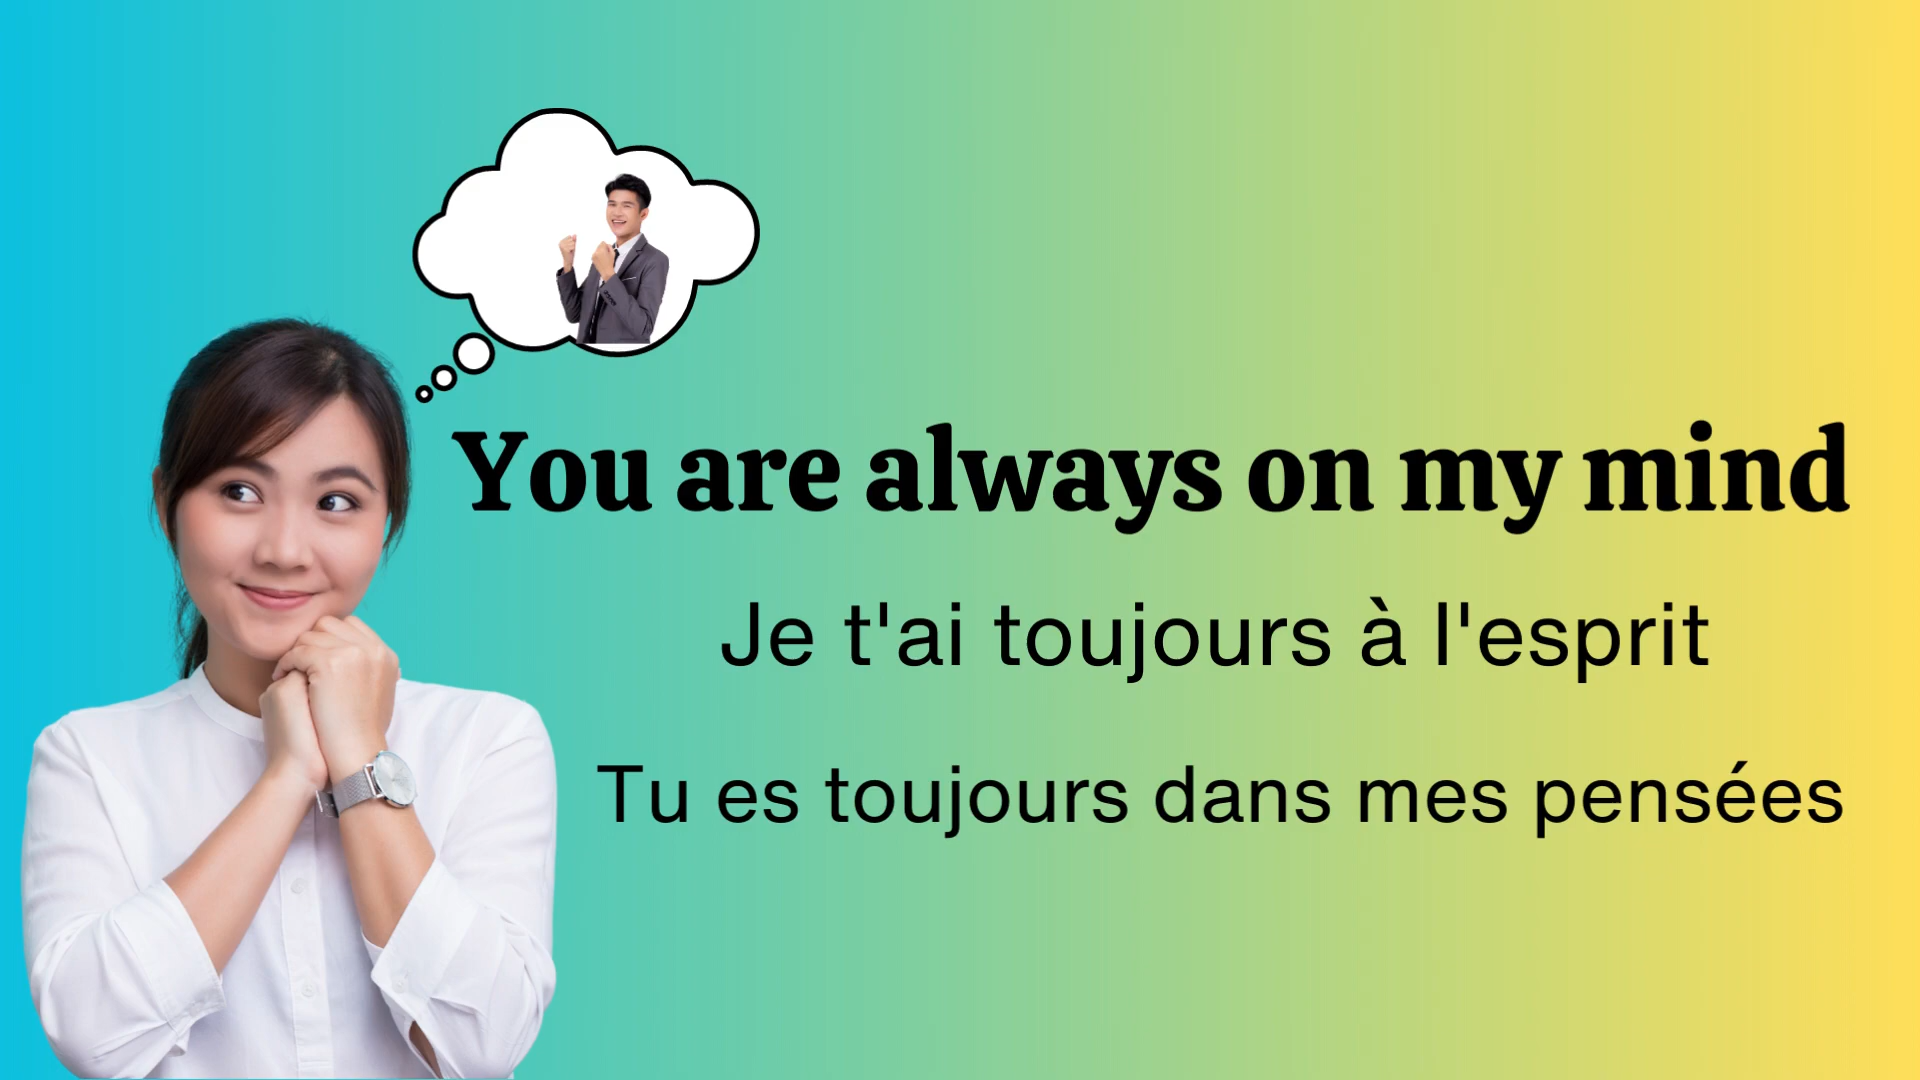 You are always on my mind
Je t'ai toujours à l'esprit
Tu es toujours dans mes pensées